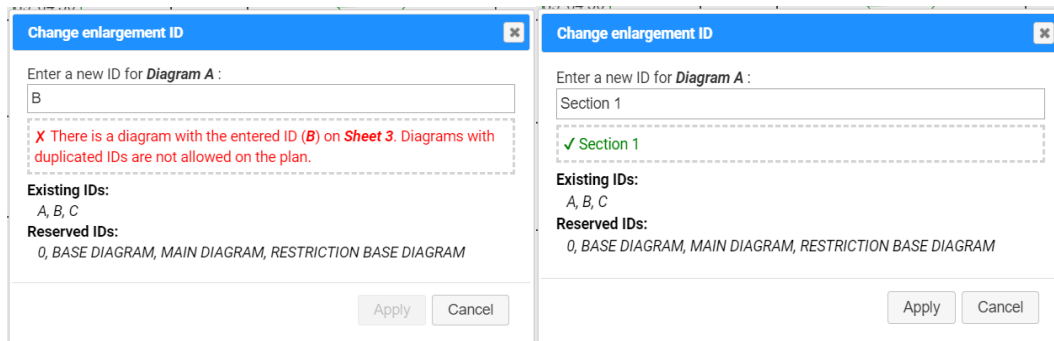 Change enlargement ID
Enter a new ID for Diagram A :
B
✗ There is a diagram with the entered ID (B) on Sheet 3. Diagrams with
duplicated IDs are not allowed on the plan.
Existing IDs:
A, B, C
Reserved IDs:
0, BASE DIAGRAM, MAIN DIAGRAM, RESTRICTION BASE DIAGRAM
Apply Cancel
Change enlargement ID
Enter a new ID for Diagram A :
Section 1
✓ Section 1
Existing IDs:
A, B, C
Reserved IDs:
0, BASE DIAGRAM, MAIN DIAGRAM, RESTRICTION BASE DIAGRAM
Apply Cancel